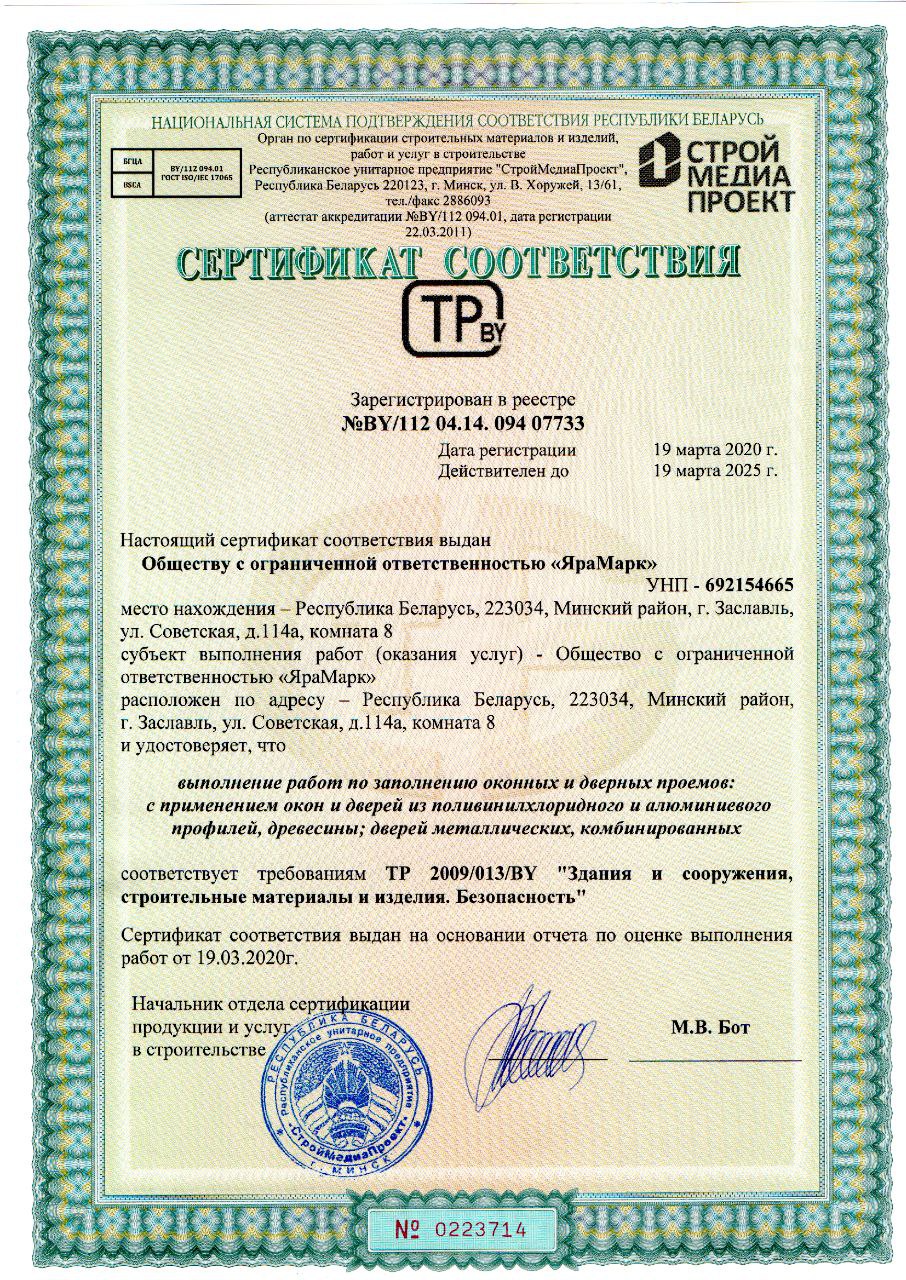 НАЦИОНАЛЬНАЯ СИСТЕМА ПОДТВЕРЖДЕНИЯ СООТВЕТСТВИЯ РЕСПУБЛИКИ БЕЛАРУСЬ
Орган по сертификации строительных материалов и изделий,
работ и услуг в строительстве
Республиканское унитарное предприятие "СтройМедиаПроект",
Республика Беларусь 220123, г. Минск, ул. В. Хоружей, 13/61,
тел./факс 2886093
(аттестат аккредитации №BY/112 094.01, дата регистрации
22.03.2011)
БГЦА
BSCA
BY/112 094.01
ГОСТ ISO/IEC 17065
СТРОЙ
МЕДИА
ПРОЕКТ
СЕРТИФИКАТ СООТВЕТСТВИЯ
ТР BY
Зарегистрирован в реестре
№BY/112 04.14. 094 07733
Дата регистрации 19 марта 2020 г.
Действителен до 19 марта 2025 г.
Настоящий сертификат соответствия выдан
Обществу с ограниченной ответственностью «ЯраМарк»
УНП - 692154665
место нахождения – Республика Беларусь, 223034, Минский район, г. Заславль,
ул. Советская, д.114а, комната 8
субъект выполнения работ (оказания услуг) - Общество с ограниченной
ответственностью «ЯраМарк»
расположен по адресу – Республика Беларусь, 223034, Минский район,
г. Заславль, ул. Советская, д.114а, комната 8
и удостоверяет, что
выполнение работ по заполнению оконных и дверных проемов:
с применением окон и дверей из поливинилхлоридного и алюминиевого
профилей, древесины; дверей металлических, комбинированных
соответствует требованиям ТР 2009/013/BY "Здания и сооружения,
строительные материалы и изделия. Безопасность"
Сертификат соответствия выдан на основании отчета по оценке выполнения
работ от 19.03.2020г.
Начальник отдела сертификации
продукции и услуг
в строительстве
М.В. Бот
РЕСПУБЛИКА БЕЛАРУСЬ
Республиканское унитарное предприятие
«СтройМедиаПроект»
г. МИНСК
№ 0223714